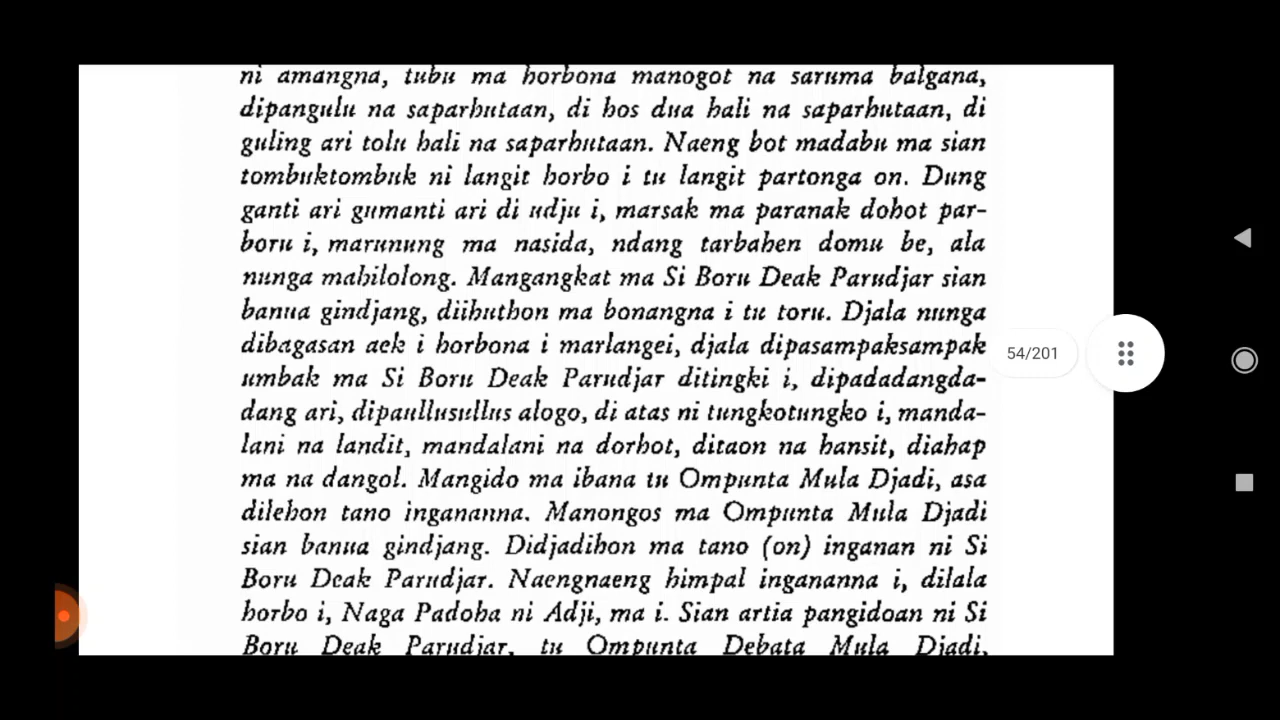 ni amangna, tubu ma horbona manogot na saruma balgana,
dipangulu na saparhutaan, di hos dua hali na saparhutaan, di
guling ari tolu hali na saparhutaan. Naeng bot madabu ma sian
tombuktombuk ni langit horbo i tu langit partonga on. Dung
ganti ari gumanti ari di udju i, marsak ma paranak dohot par-
boru i, marunung ma nasida, ndang tarbahen domu be, ala
nunga mahilolong. Mangangkat ma Si Boru Deak Parudjar sian
banua gindjang, diihuthon ma bonangna i tu toru. Djala nunga
dibagasan aek i horbona i marlangei, djala dipasampaksampak
umbak ma Si Boru Deak Parudjar ditingki i, dipadadangda-
dang ari, dipaullusullus alogo, di atas ni tungkotungko i, manda-
lani na landit, mandalani na dorhot, ditaon na hansit, diahap
ma na dangol. Mangido ma ibana tu Ompunta Mula Djadi, asa
dilehon tano ingananna. Manongos ma Ompunta Mula Djadi
sian banua gindjang. Didjadihon ma tano (on) inganan ni Si
Boru Deak Parudjar. Naengnaeng himpal ingananna i, dilala
horbo i, Naga Padoha ni Adji, ma i. Sian artia pangidoan ni Si
Boru Deak Parudjar, tu Ompunta Debata Mula Djadi,
54/201